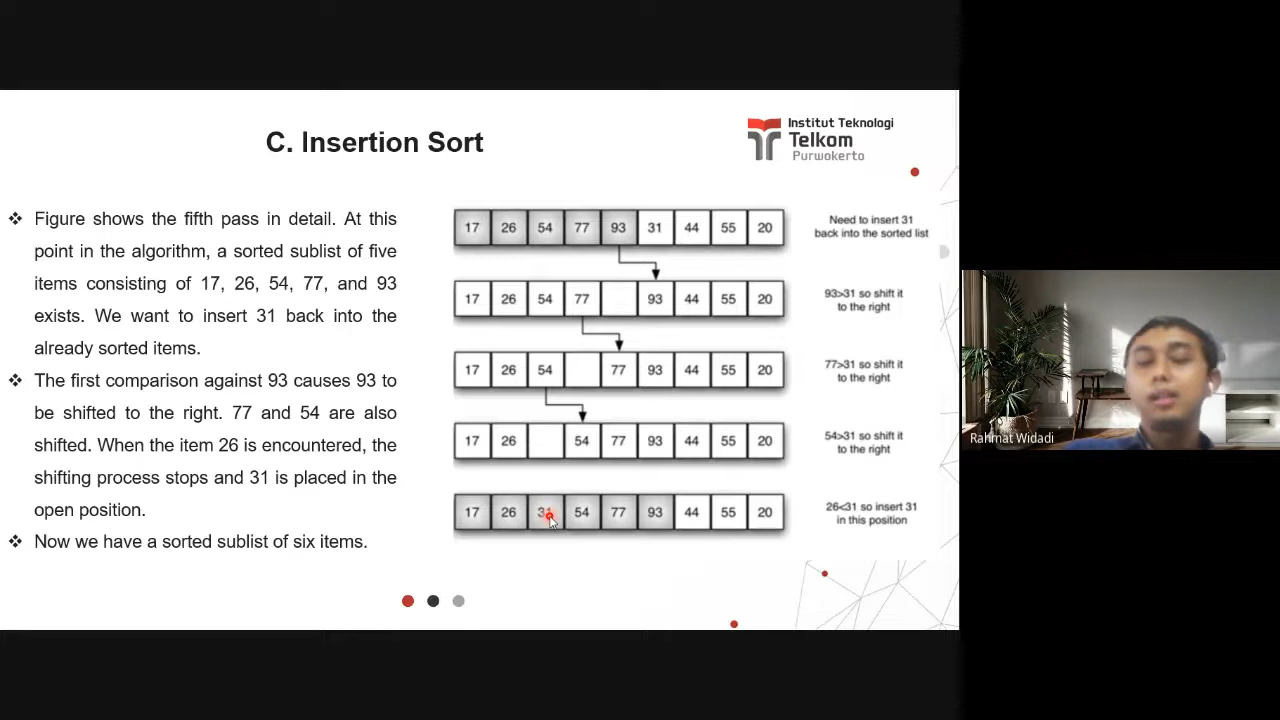 C. Insertion Sort
Institut Teknologi
Telkom
Purwokerto
❖ Figure shows the fifth pass in detail. At this
point in the algorithm, a sorted sublist of five
items consisting of 17, 26, 54, 77, and 93
exists. We want to insert 31 back into the
already sorted items.
❖ The first comparison against 93 causes 93 to
be shifted to the right. 77 and 54 are also
shifted. When the item 26 is encountered, the
shifting process stops and 31 is placed in the
open position.
❖ Now we have a sorted sublist of six items.
17 26 54 77 93 31 44 55 20
Need to insert 31
back into the sorted list
17 26 54 77 93 44 55 20
93>31 so shift it
to the right
17 26 54 77 93 44 55 20
77>31 so shift it
to the right
17 26 54 77 93 44 55 20
54>31 so shift it
to the right
17 26 31 54 77 93 44 55 20
26<31 so insert 31
in this position
Rahmat Widadi